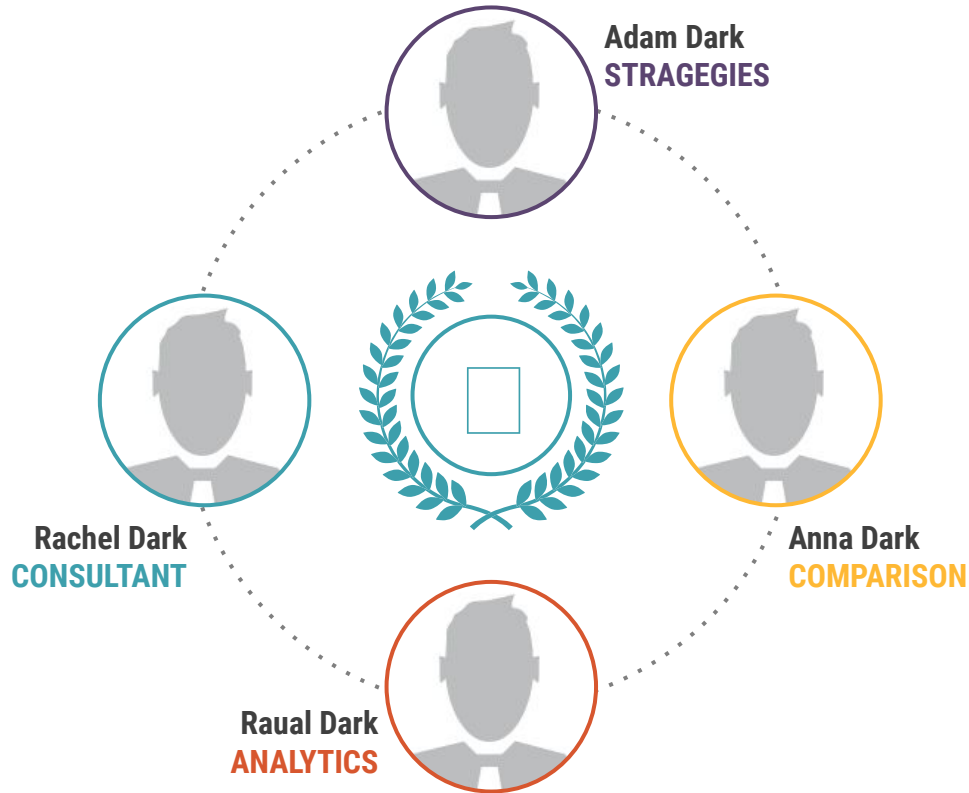 Adam Dark
STRAGEGIES
Rachel Dark
CONSULTANT
Anna Dark
COMPARISON
Raual Dark
ANALYTICS